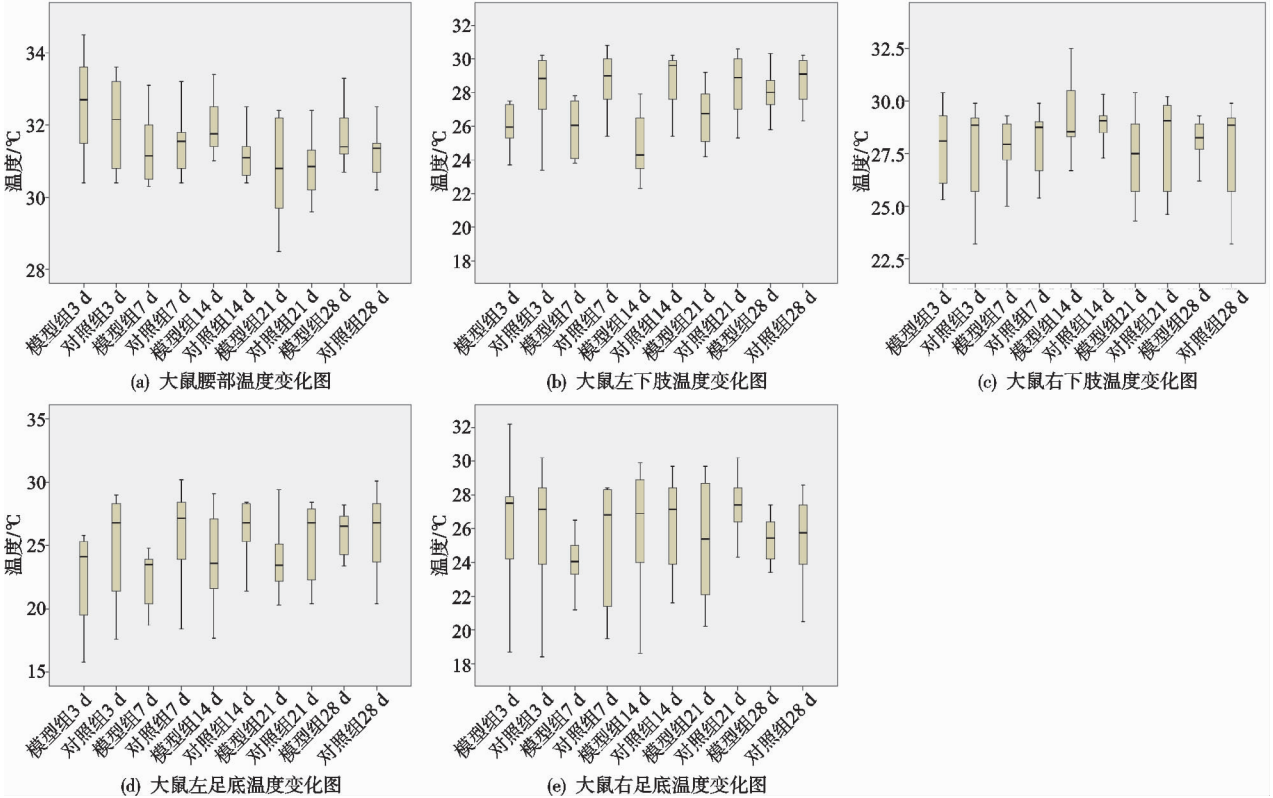 34
32
30
28
温度/℃
模型组3 d
对照组3 d
模型组7 d
对照组7 d
模型组14 d
对照组14 d
模型组21 d
对照组21 d
模型组28 d
对照组28 d
(a) 大鼠腰部温度变化图
32
30
28
26
24
22
20
18
温度/℃
模型组3 d
对照组3 d
模型组7 d
对照组7 d
模型组14 d
对照组14 d
模型组21 d
对照组21 d
模型组28 d
对照组28 d
(b) 大鼠左下肢温度变化图
32.5
30.0
27.5
25.0
22.5
温度/℃
模型组3 d
对照组3 d
模型组7 d
对照组7 d
模型组14 d
对照组14 d
模型组21 d
对照组21 d
模型组28 d
对照组28 d
(c) 大鼠右下肢温度变化图
35
30
25
20
15
温度/℃
模型组3 d
对照组3 d
模型组7 d
对照组7 d
模型组14 d
对照组14 d
模型组21 d
对照组21 d
模型组28 d
对照组28 d
(d) 大鼠左足底温度变化图
32
30
28
26
24
22
20
18
温度/℃
模型组3 d
对照组3 d
模型组7 d
对照组7 d
模型组14 d
对照组14 d
模型组21 d
对照组21 d
模型组28 d
对照组28 d
(e) 大鼠右足底温度变化图